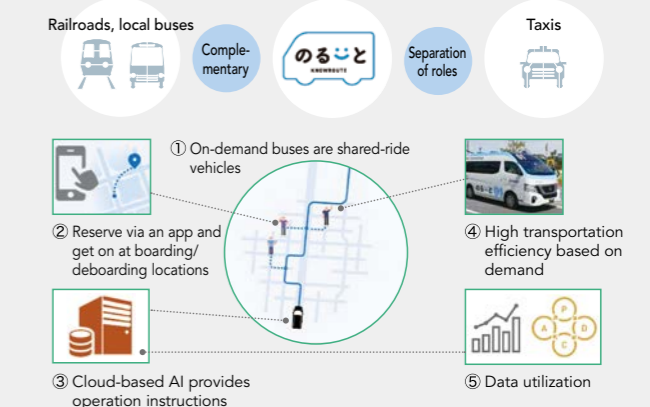 Railroads, local buses
Comple-
mentary
のるーと
KNOWROUTE
Separation
of roles
Taxis
① On-demand buses are shared-ride
vehicles
② Reserve via an app and
get on at boarding/
deboarding locations
④ High transportation
efficiency based on
demand
P
A
D
C
③ Cloud-based AI provides
operation instructions
⑤ Data utilization